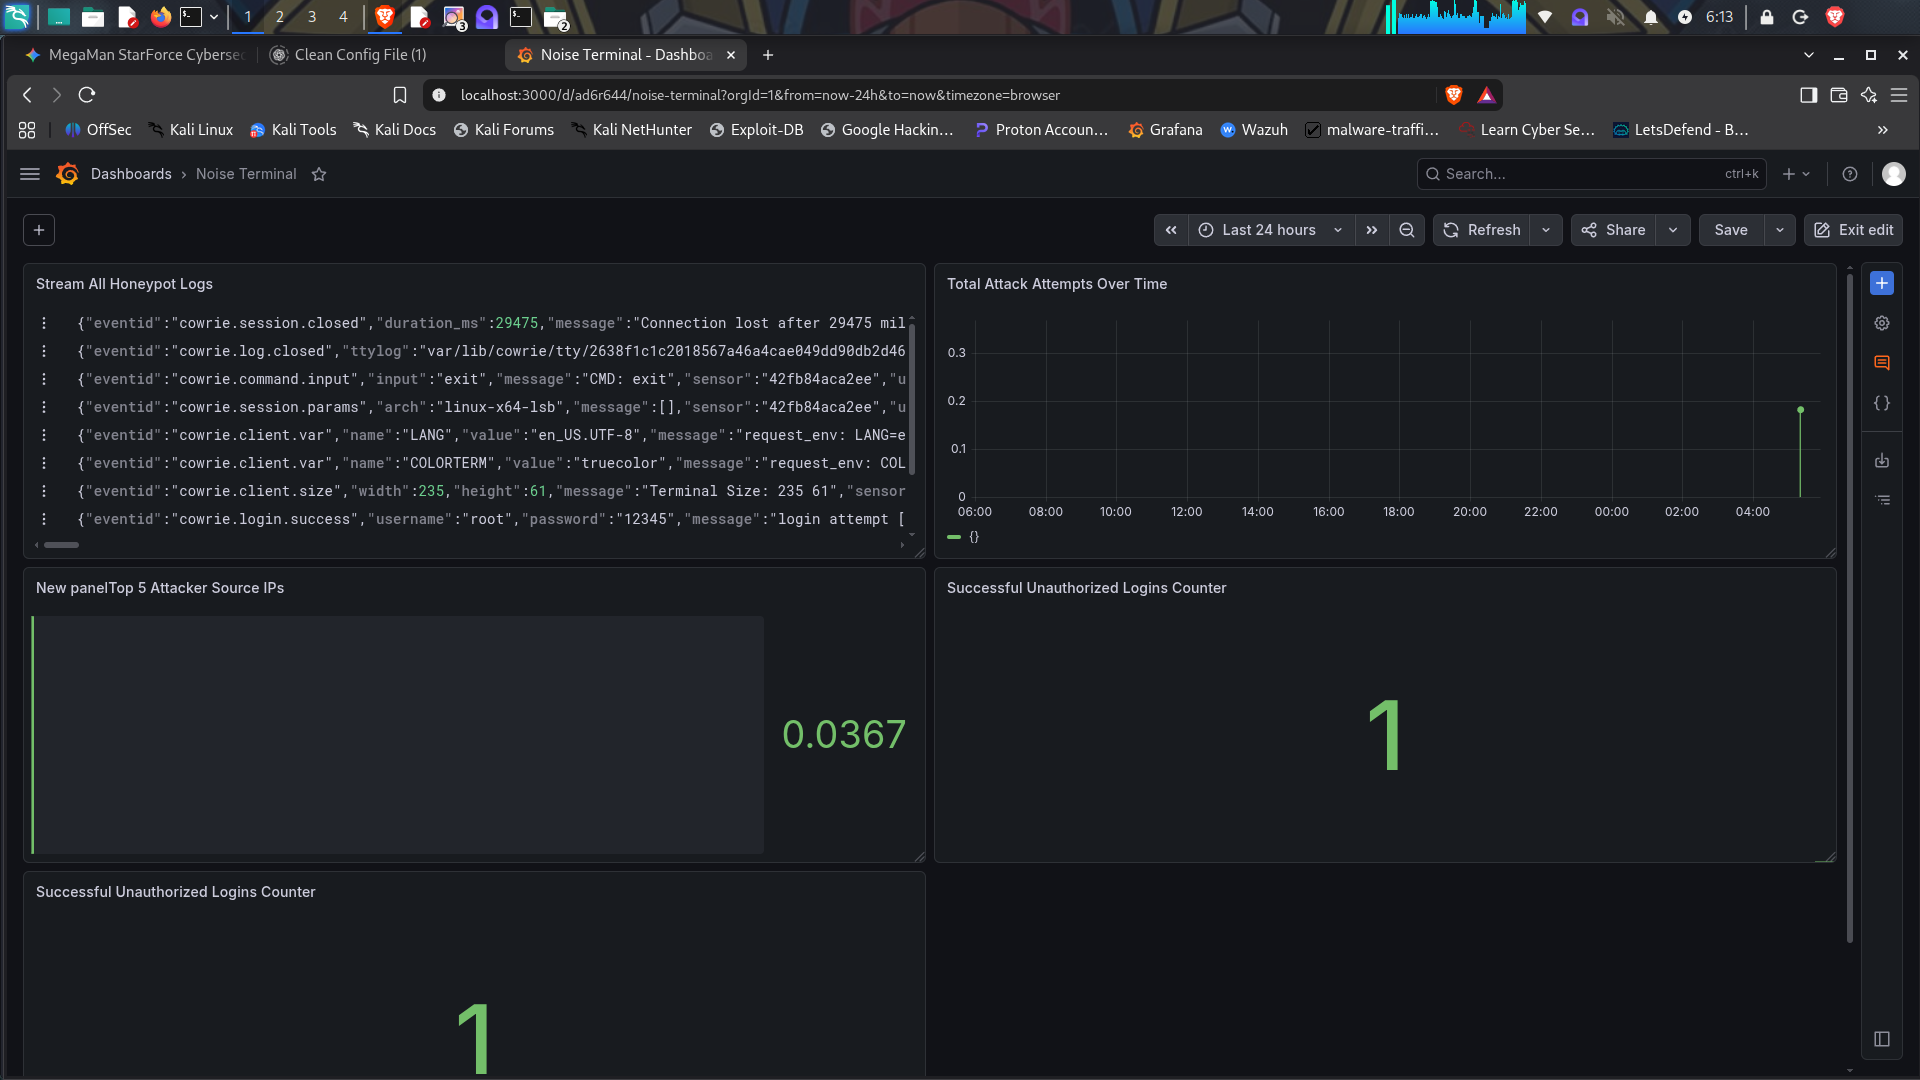 1 2 3 4
3
2
6:13
MegaMan StarForce Cybersec
Clean Config File (1)
Noise Terminal - Dashboa
localhost:3000/d/ad6r644/noise-terminal?orgId=1&from=now-24h&to=now&timezone=browser
OffSec
Kali Linux
Kali Tools
Kali Docs
Kali Forums
Kali NetHunter
Exploit-DB
Google Hackin...
Proton Accoun...
Grafana
Wazuh
malware-traffi...
Learn Cyber Se...
LetsDefend - B...
Dashboards › Noise Terminal
Search...
ctrl+k
Last 24 hours
Refresh
Share
Save
Exit edit
Stream All Honeypot Logs
{"eventid":"cowrie.session.closed","duration_ms":29475,"message":"Connection lost after 29475 mil
{"eventid":"cowrie.log.closed","ttylog":"var/lib/cowrie/tty/2638f1c1c2018567a46a4cae049dd90db2d46
{"eventid":"cowrie.command.input","input":"exit","message":"CMD: exit","sensor":"42fb84aca2ee","u
{"eventid":"cowrie.session.params","arch":"linux-x64-lsb","message":[],"sensor":"42fb84aca2ee","u
{"eventid":"cowrie.client.var","name":"LANG","value":"en_US.UTF-8","message":"request_env: LANG=e
{"eventid":"cowrie.client.var","name":"COLORTERM","value":"truecolor","message":"request_env: COL
{"eventid":"cowrie.client.size","width":235,"height":61,"message":"Terminal Size: 235 61","sensor
{"eventid":"cowrie.login.success","username":"root","password":"12345","message":"login attempt [
Total Attack Attempts Over Time
0.3
0.2
0.1
0
06:00 08:00 10:00 12:00 14:00 16:00 18:00 20:00 22:00 00:00 02:00 04:00
{}
New panelTop 5 Attacker Source IPs
0.0367
Successful Unauthorized Logins Counter
1
Successful Unauthorized Logins Counter
1